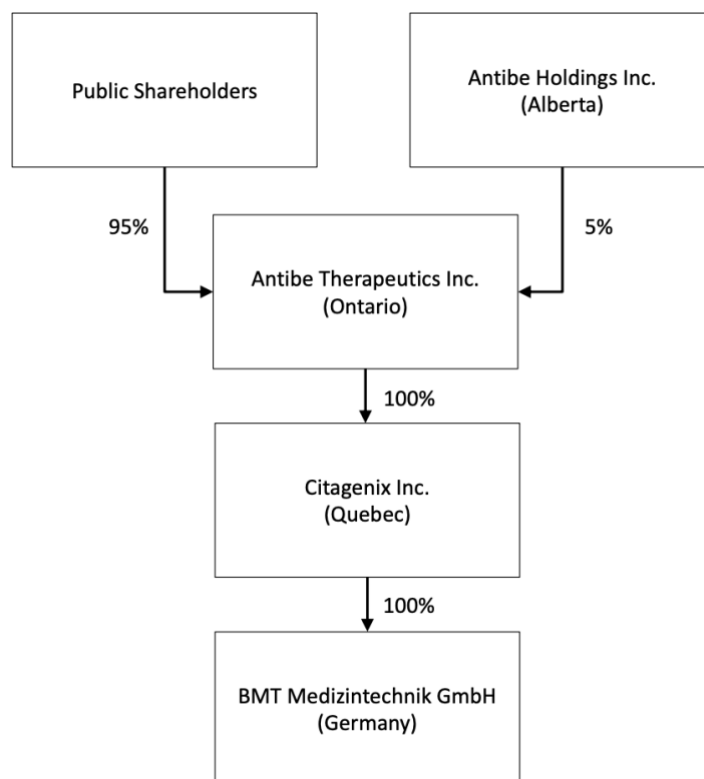 Public Shareholders
Antibe Holdings Inc.
(Alberta)
95%
5%
Antibe Therapeutics Inc.
(Ontario)
100%
Citagenix Inc.
(Quebec)
100%
BMT Medizintechnik GmbH
(Germany)